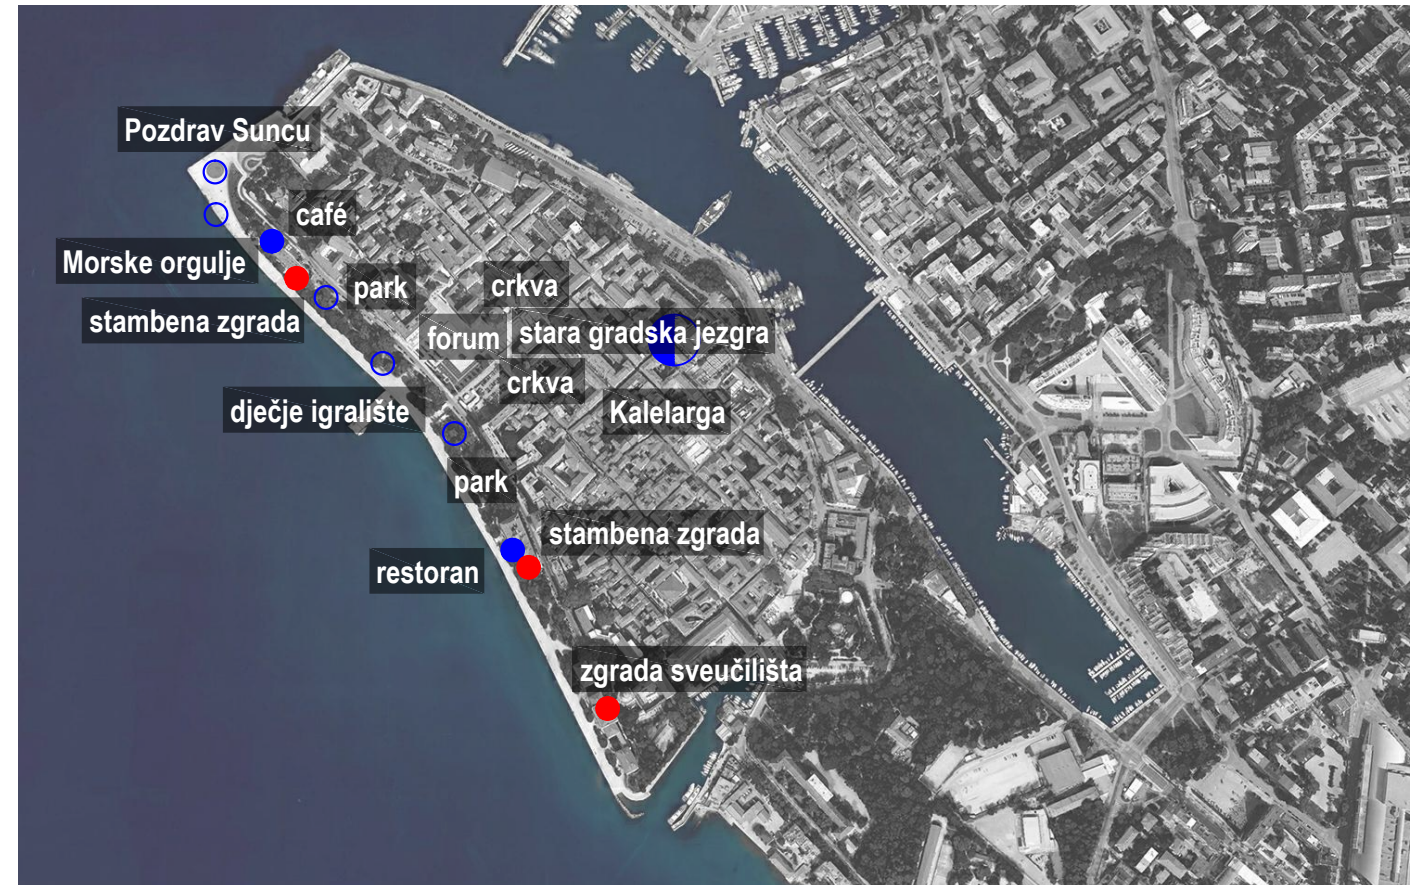 Pozdrav Suncu
café
Morske orgulje
park
crkva
stambena zgrada
forum
stara gradska jezgra
crkva
dječje igralište
Kalelarga
park
stambena zgrada
restoran
zgrada sveučilišta